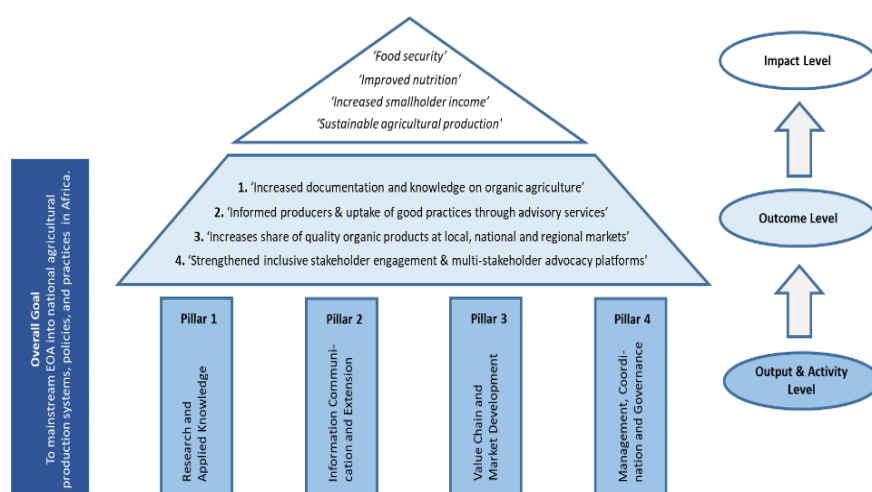 ‘Food security’
‘Improved nutrition’
‘Increased smallholder income’
‘Sustainable agricultural production'
Impact Level
1. ‘Increased documentation and knowledge on organic agriculture’
2. ‘Informed producers & uptake of good practices through advisory services’
3. ‘Increases share of quality organic products at local, national and regional markets’
4. ‘Strengthened inclusive stakeholder engagement & multi-stakeholder advocacy platforms’
Outcome Level
Overall Goal
To mainstream EOA into national agricultural
production systems, policies, and practices in Africa.
Pillar 1
Research and
Applied Knowledge
Pillar 2
Information Communi-
cation and Extension
Pillar 3
Value Chain and
Market Development
Pillar 4
Management, Coordi-
nation and Governance
Output & Activity
Level